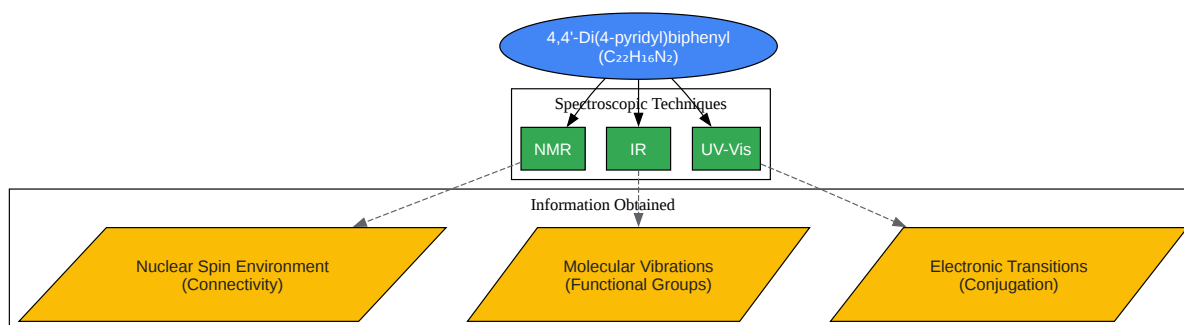 4,4'-Di(4-pyridyl)biphenyl
(C₂₂H₁₆N₂)
Spectroscopic Techniques
NMR
IR
UV-Vis
Information Obtained
Nuclear Spin Environment
(Connectivity)
Molecular Vibrations
(Functional Groups)
Electronic Transitions
(Conjugation)